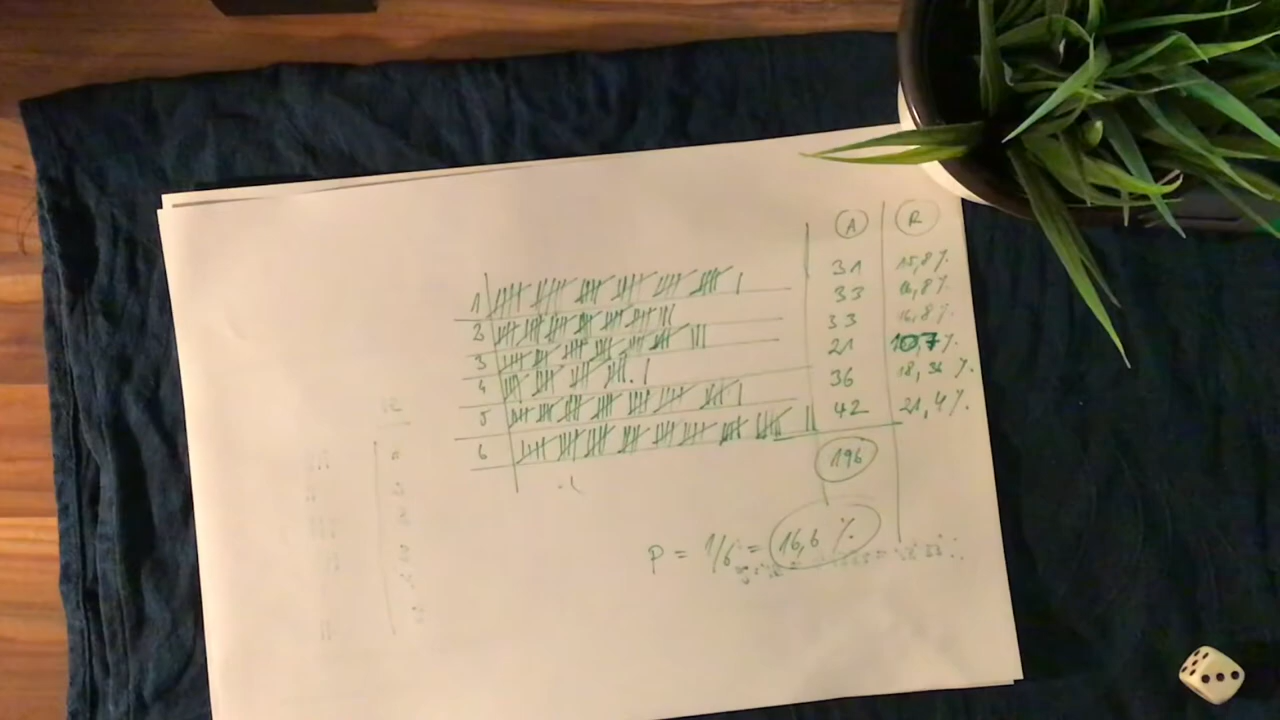 A R
1 𝍸 𝍸 𝍸 𝍸 𝍸 𝍸 | 31 15,8 %
2 33 16,8 %
3 33 16,8 %
4 21 10,7 %
5 36 18,36 %
6 42 21,4 %
196
P = 1/6 = 16,6 %